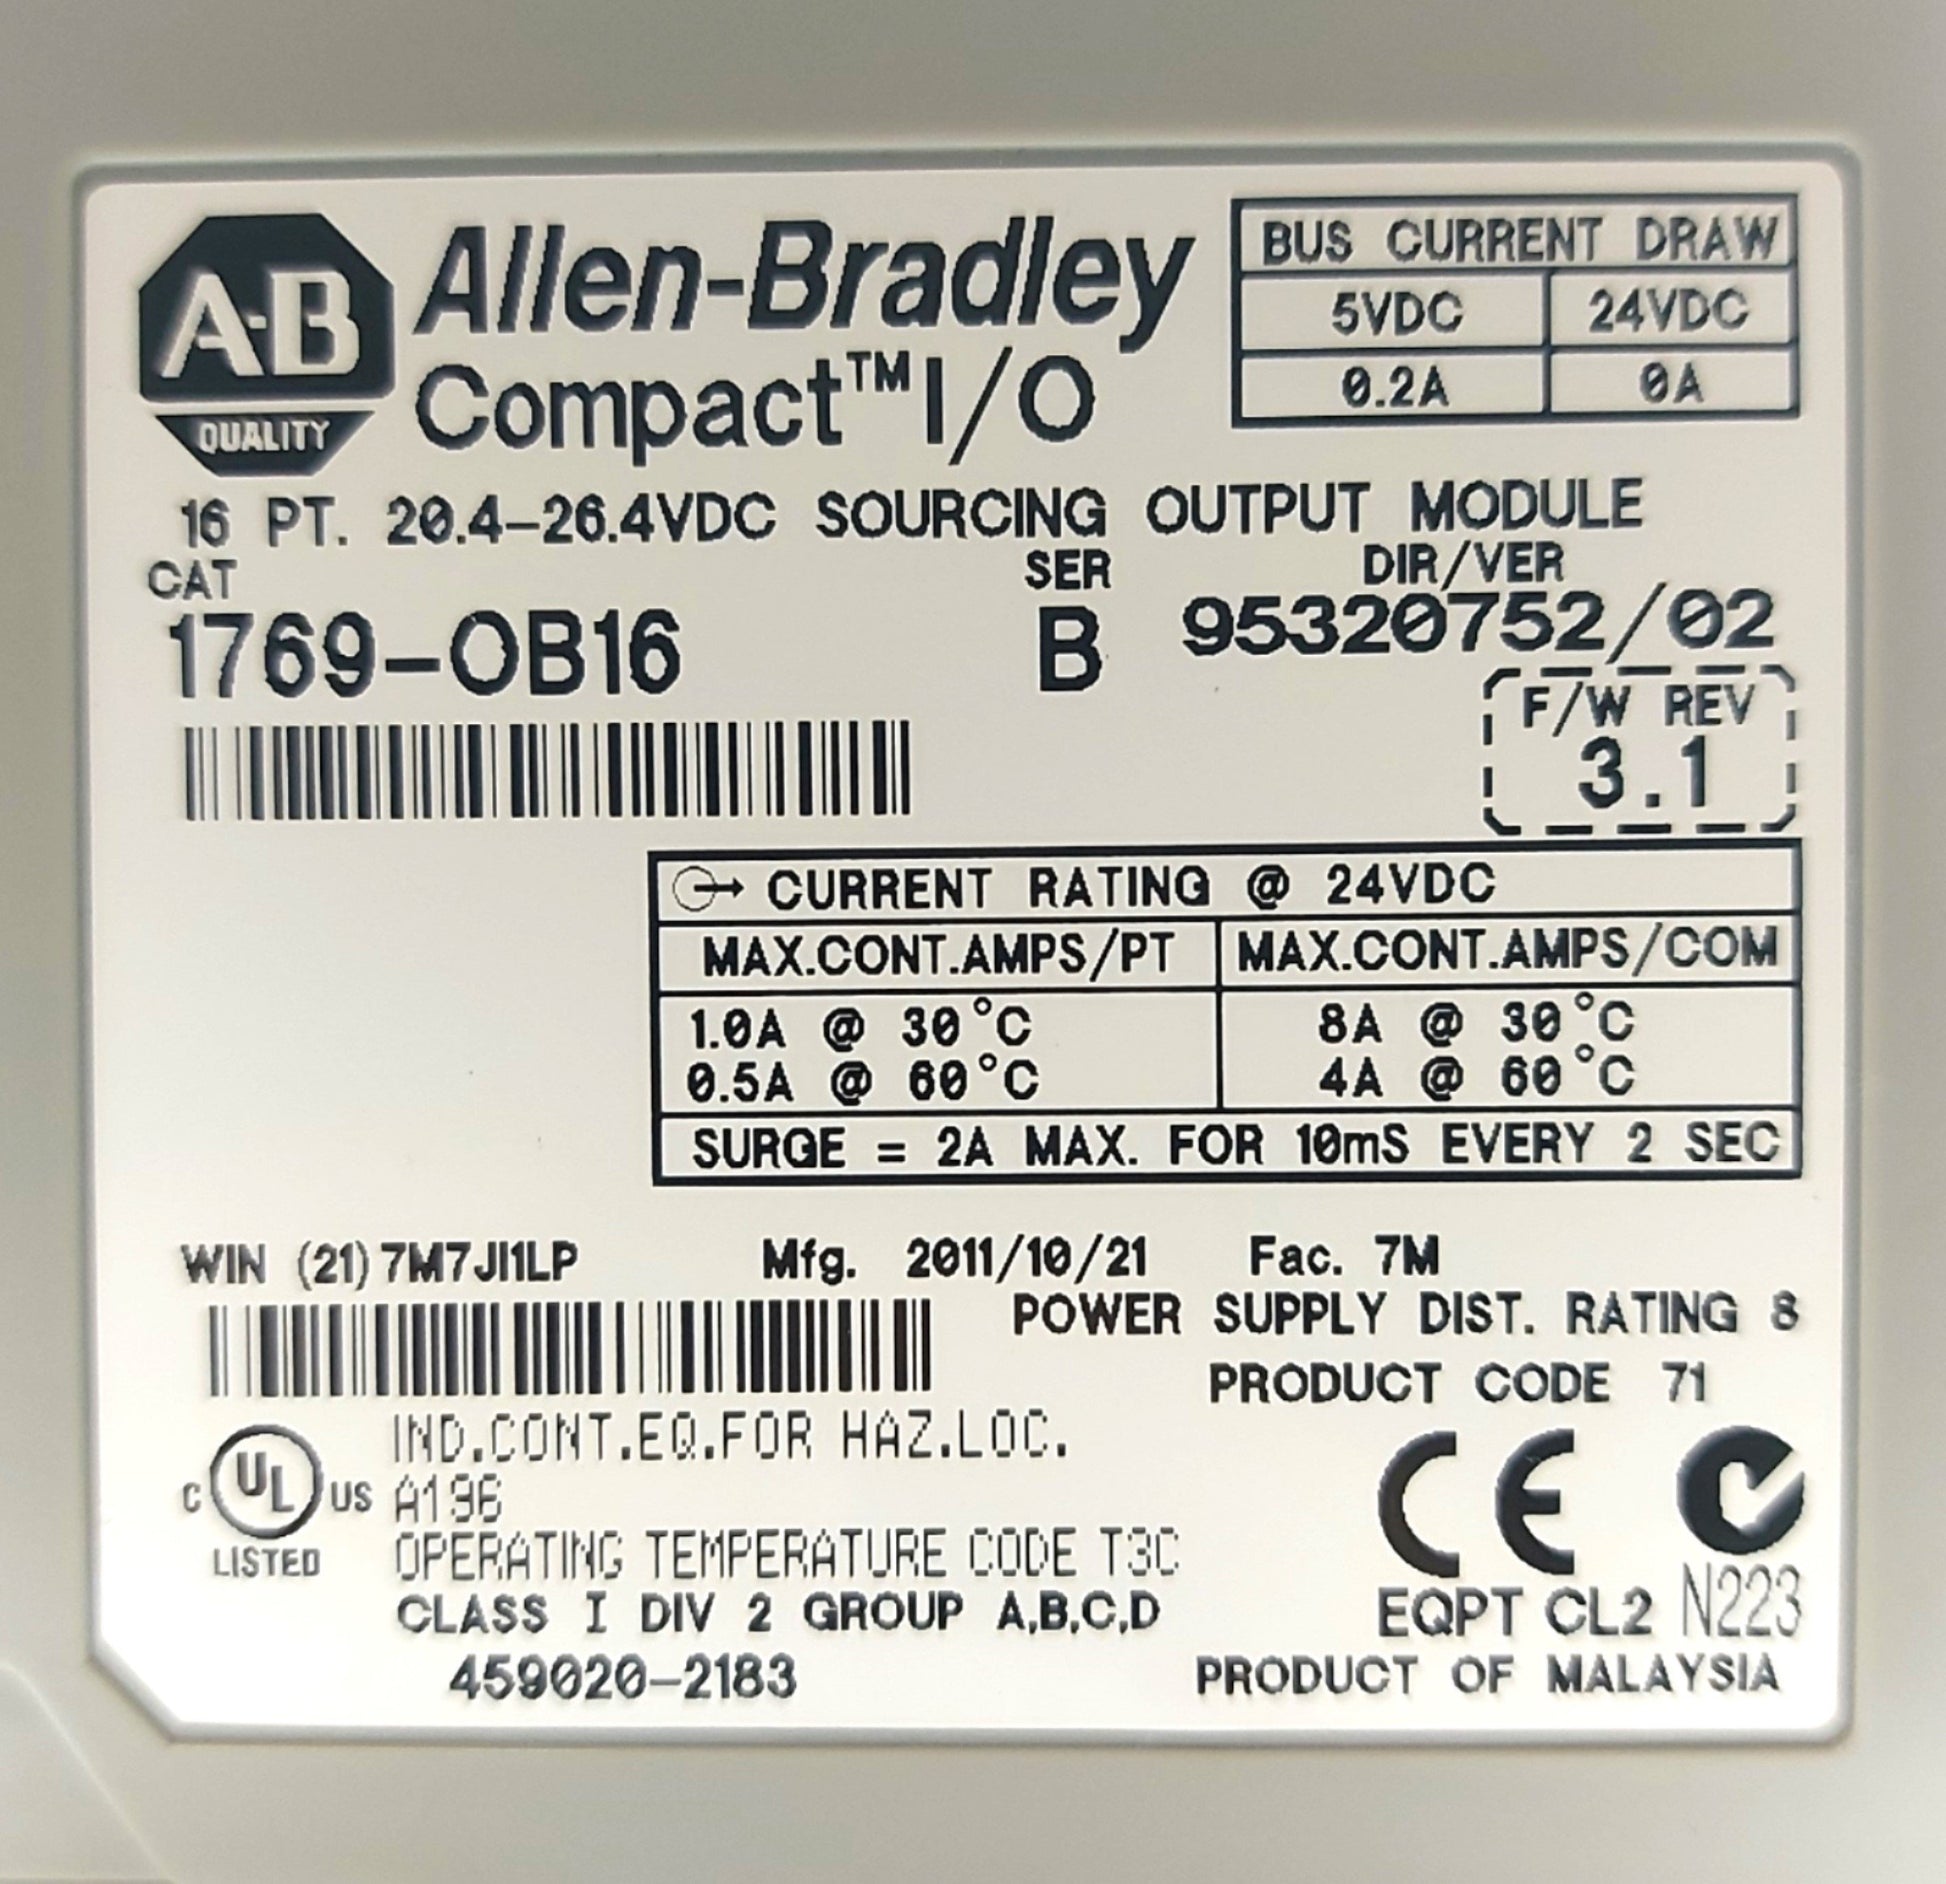 A-B
QUALITY
Allen-Bradley
Compact™ I/O
BUS CURRENT DRAW
5VDC 24VDC
0.2A 0A
16 PT. 20.4-26.4VDC SOURCING OUTPUT MODULE
CAT SER DIR/VER
1769-OB16 B 95320752/02
F/W REV
3.1
CURRENT RATING @ 24VDC
MAX.CONT.AMPS/PT MAX.CONT.AMPS/COM
1.0A @ 30°C 8A @ 30°C
0.5A @ 60°C 4A @ 60°C
SURGE = 2A MAX. FOR 10mS EVERY 2 SEC
WIN (21) 7M7JI1LP Mfg. 2011/10/21 Fac. 7M
POWER SUPPLY DIST. RATING 8
PRODUCT CODE 71
IND.CONT.EQ.FOR HAZ.LOC.
C UL US A196
LISTED OPERATING TEMPERATURE CODE T3C
CLASS I DIV 2 GROUP A,B,C,D
459020-2183
CE
EQPT CL2 N223
PRODUCT OF MALAYSIA